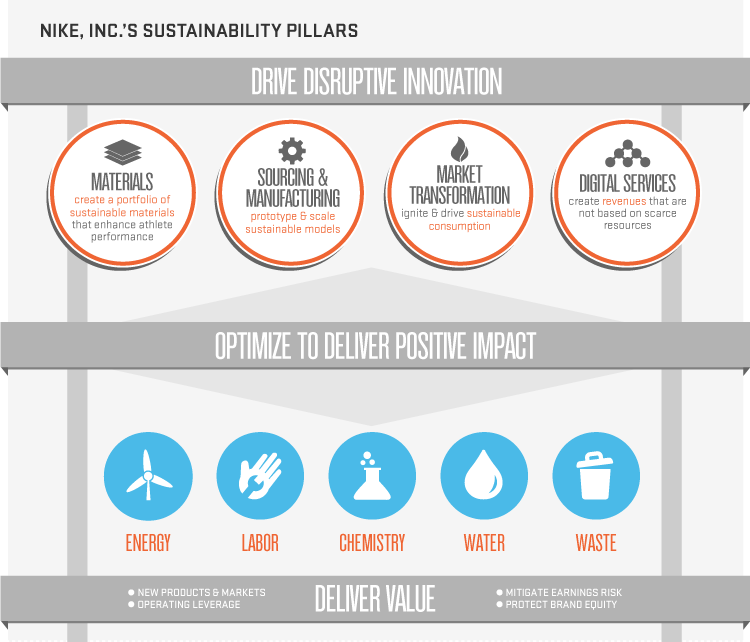 NIKE, INC.'S SUSTAINABILITY PILLARS
DRIVE DISRUPTIVE INNOVATION
MATERIALS
create a portfolio of
sustainable materials
that enhance athlete
performance
SOURCING &
MANUFACTURING
prototype & scale
sustainable models
MARKET
TRANSFORMATION
ignite & drive sustainable
consumption
DIGITAL SERVICES
create revenues that are
not based on scarce
resources
OPTIMIZE TO DELIVER POSITIVE IMPACT
ENERGY
LABOR
CHEMISTRY
WATER
WASTE
• NEW PRODUCTS & MARKETS
• OPERATING LEVERAGE
DELIVER VALUE
• MITIGATE EARNINGS RISK
• PROTECT BRAND EQUITY